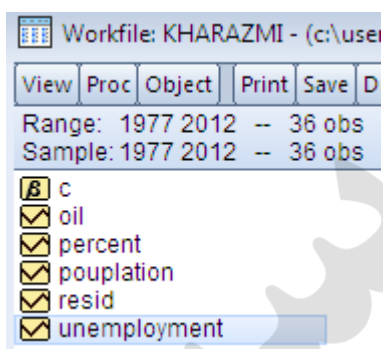 Workfile: KHARAZMI - (c:\user
View Proc Object Print Save D
Range: 1977 2012 -- 36 obs
Sample: 1977 2012 -- 36 obs
β c
oil
percent
pouplation
resid
unemployment